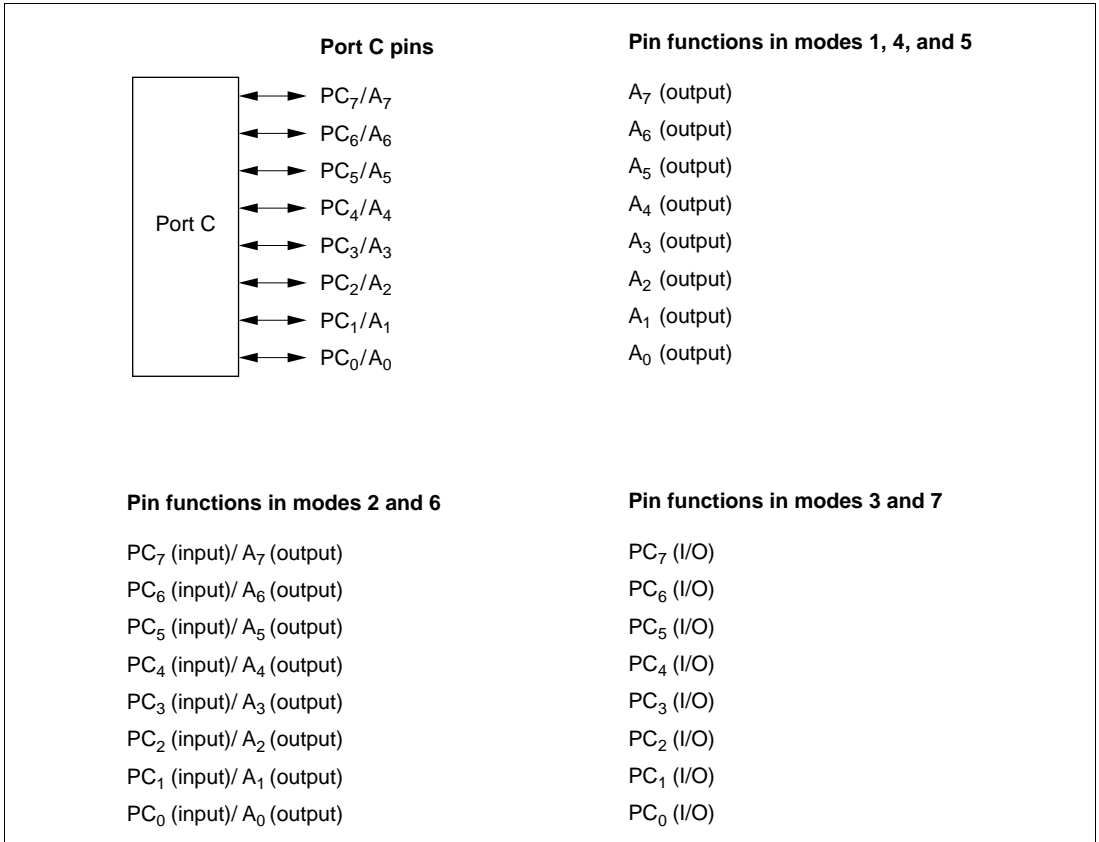 Port C pins
Port C
PC₇/A₇
PC₆/A₆
PC₅/A₅
PC₄/A₄
PC₃/A₃
PC₂/A₂
PC₁/A₁
PC₀/A₀
Pin functions in modes 1, 4, and 5
A₇ (output)
A₆ (output)
A₅ (output)
A₄ (output)
A₃ (output)
A₂ (output)
A₁ (output)
A₀ (output)
Pin functions in modes 2 and 6
PC₇ (input)/ A₇ (output)
PC₆ (input)/ A₆ (output)
PC₅ (input)/ A₅ (output)
PC₄ (input)/ A₄ (output)
PC₃ (input)/ A₃ (output)
PC₂ (input)/ A₂ (output)
PC₁ (input)/ A₁ (output)
PC₀ (input)/ A₀ (output)
Pin functions in modes 3 and 7
PC₇ (I/O)
PC₆ (I/O)
PC₅ (I/O)
PC₄ (I/O)
PC₃ (I/O)
PC₂ (I/O)
PC₁ (I/O)
PC₀ (I/O)